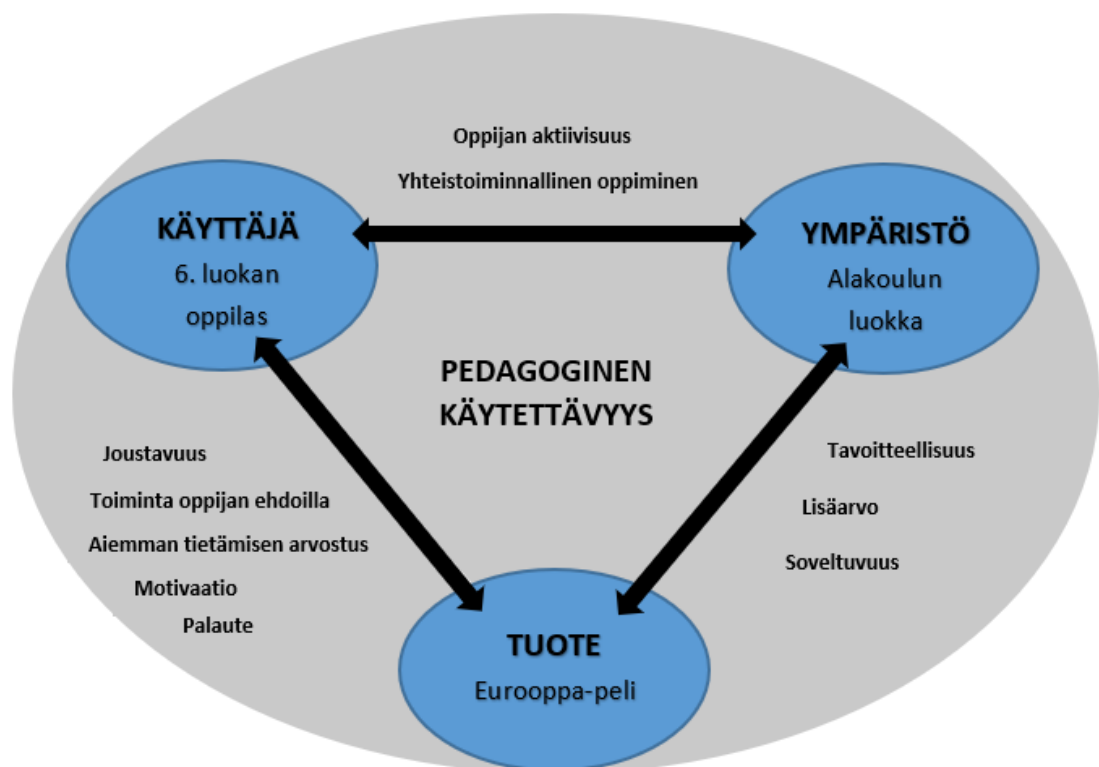 Oppijan aktiivisuus
Yhteistoiminnallinen oppiminen
KÄYTTÄJÄ
6. luokan
oppilas
YMPÄRISTÖ
Alakoulun
luokka
PEDAGOGINEN
KÄYTETTÄVYYS
Joustavuus
Toiminta oppijan ehdoilla
Aiemman tietämisen arvostus
Motivaatio
Palaute
Tavoitteellisuus
Lisäarvo
Soveltuvuus
TUOTE
Eurooppa-peli